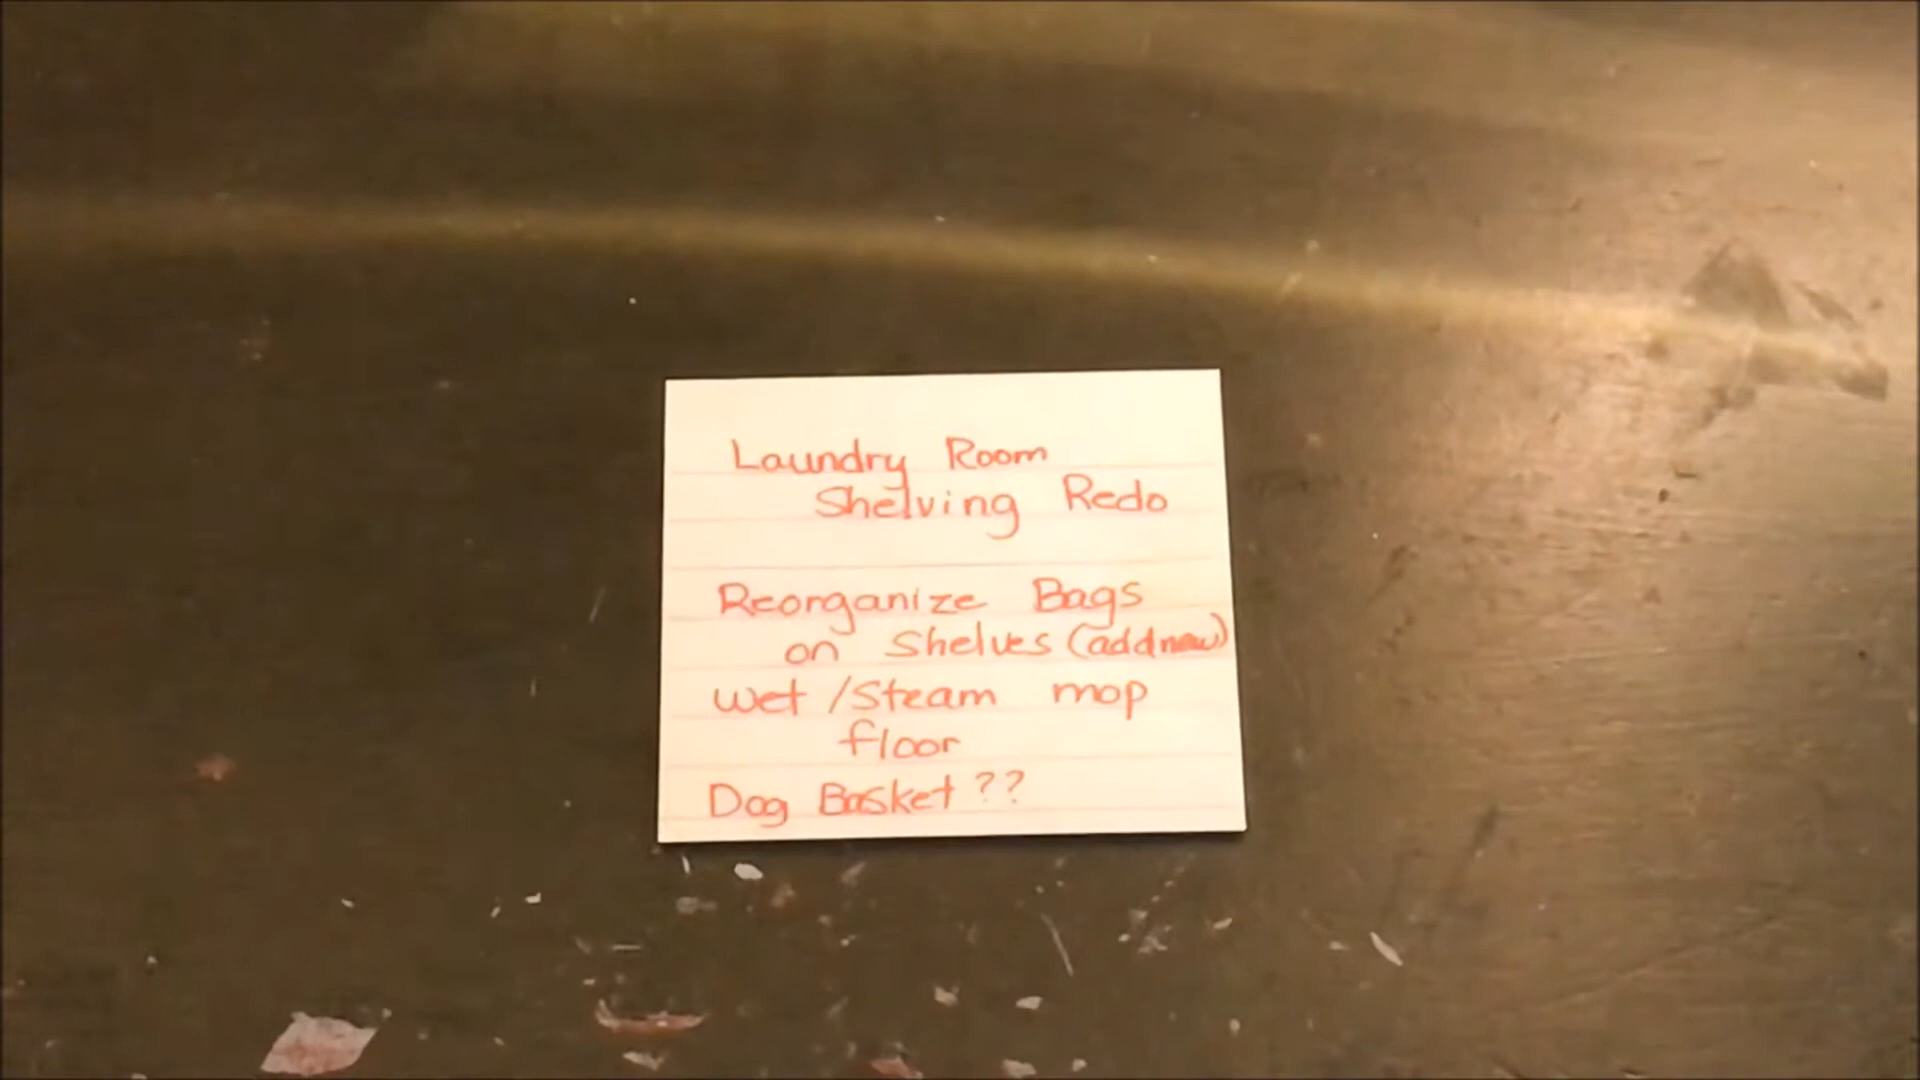 Laundry Room
Shelving Redo
Reorganize Bags
on Shelves (add new)
wet / Steam mop
floor
Dog Basket ??